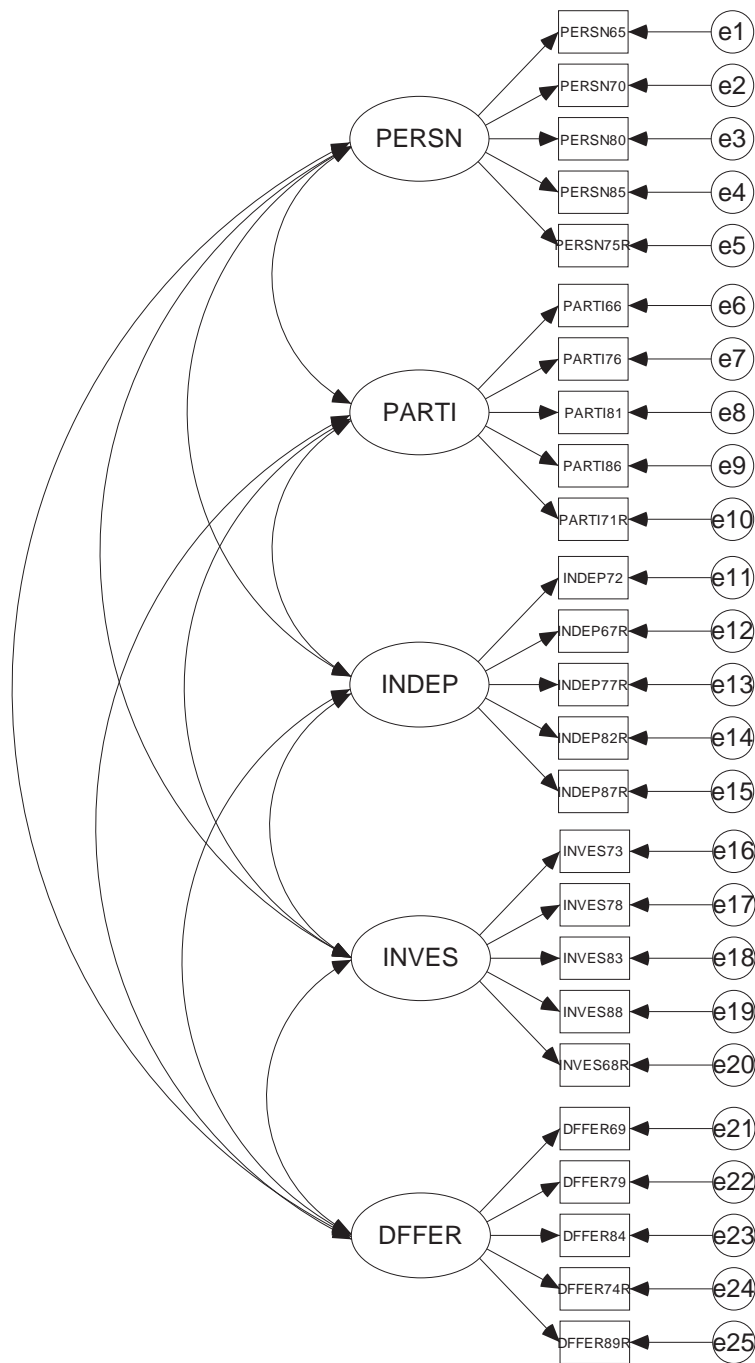 PERSN65
e1
PERSN70
e2
PERSN
PERSN80
e3
PERSN85
e4
PERSN75R
e5
PARTI66
e6
PARTI76
e7
PARTI
PARTI81
e8
PARTI86
e9
PARTI71R
e10
INDEP72
e11
INDEP67R
e12
INDEP
INDEP77R
e13
INDEP82R
e14
INDEP87R
e15
INVES73
e16
INVES78
e17
INVES
INVES83
e18
INVES88
e19
INVES68R
e20
DFFER69
e21
DFFER79
e22
DFFER
DFFER84
e23
DFFER74R
e24
DFFER89R
e25